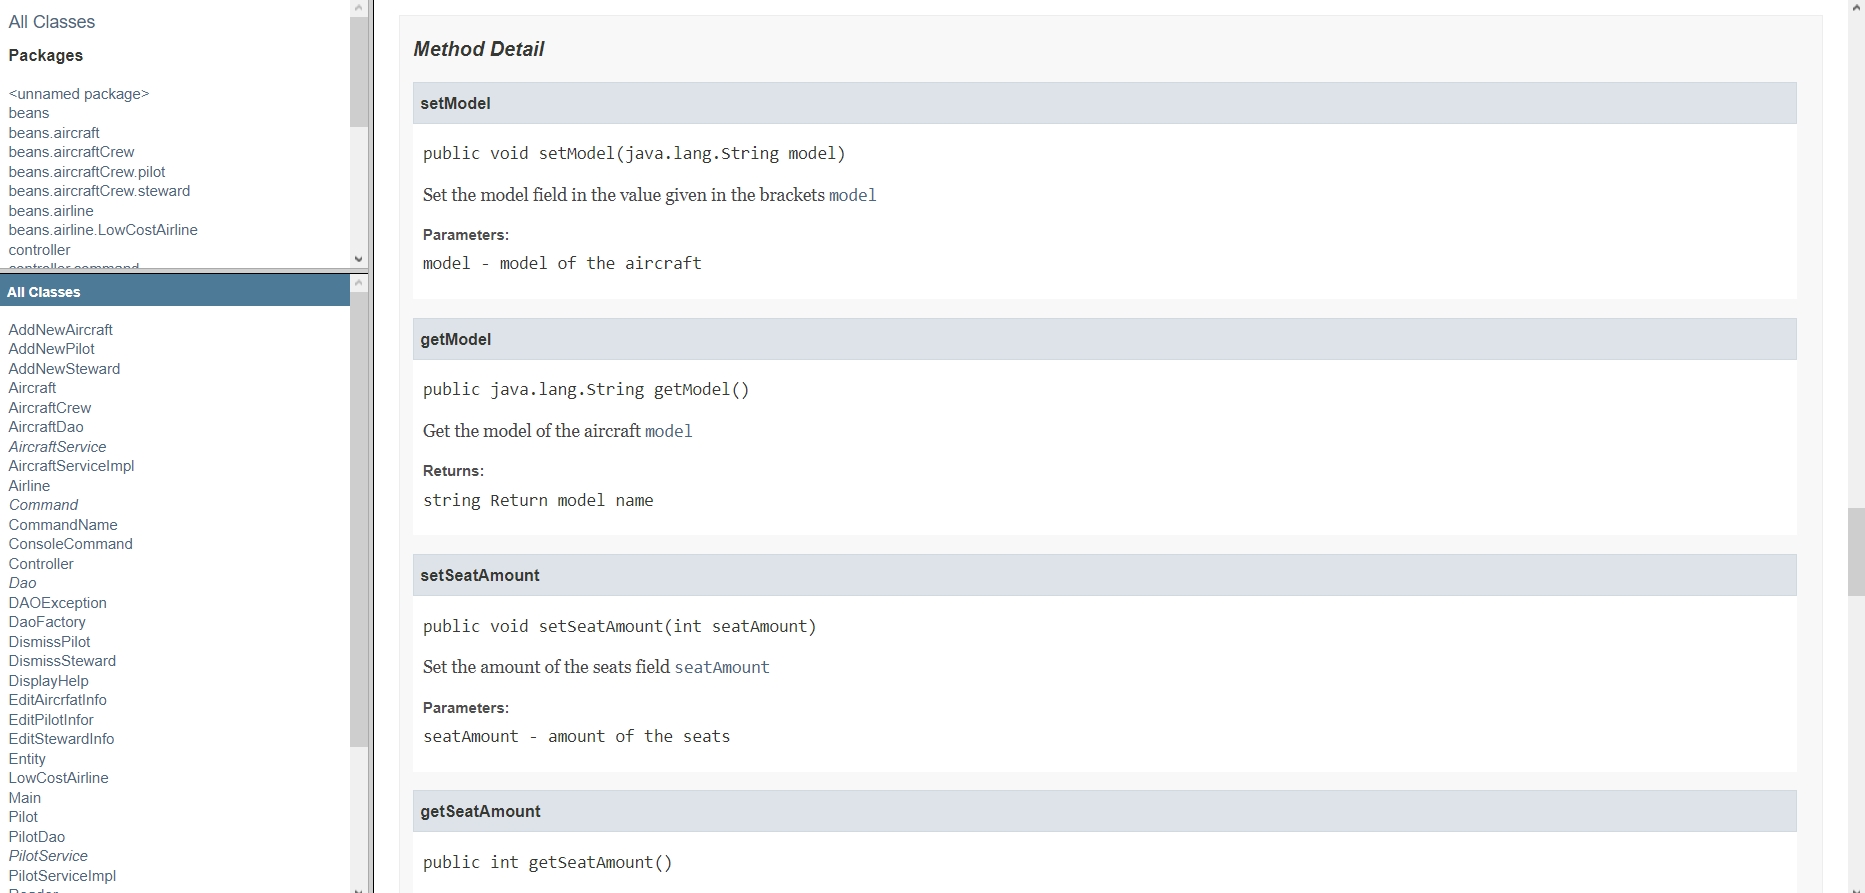 All Classes
Packages
<unnamed package>
beans
beans.aircraft
beans.aircraftCrew
beans.aircraftCrew.pilot
beans.aircraftCrew.steward
beans.airline
beans.airline.LowCostAirline
controller
controller.command
All Classes
AddNewAircraft
AddNewPilot
AddNewSteward
Aircraft
AircraftCrew
AircraftDao
AircraftService
AircraftServiceImpl
Airline
Command
CommandName
ConsoleCommand
Controller
Dao
DAOException
DaoFactory
DismissPilot
DismissSteward
DisplayHelp
EditAircrfatInfo
EditPilotInfor
EditStewardInfo
Entity
LowCostAirline
Main
Pilot
PilotDao
PilotService
PilotServiceImpl
Reader
Method Detail
setModel
public void setModel(java.lang.String model)
Set the model field in the value given in the brackets model
Parameters:
model - model of the aircraft
getModel
public java.lang.String getModel()
Get the model of the aircraft model
Returns:
string Return model name
setSeatAmount
public void setSeatAmount(int seatAmount)
Set the amount of the seats field seatAmount
Parameters:
seatAmount - amount of the seats
getSeatAmount
public int getSeatAmount()